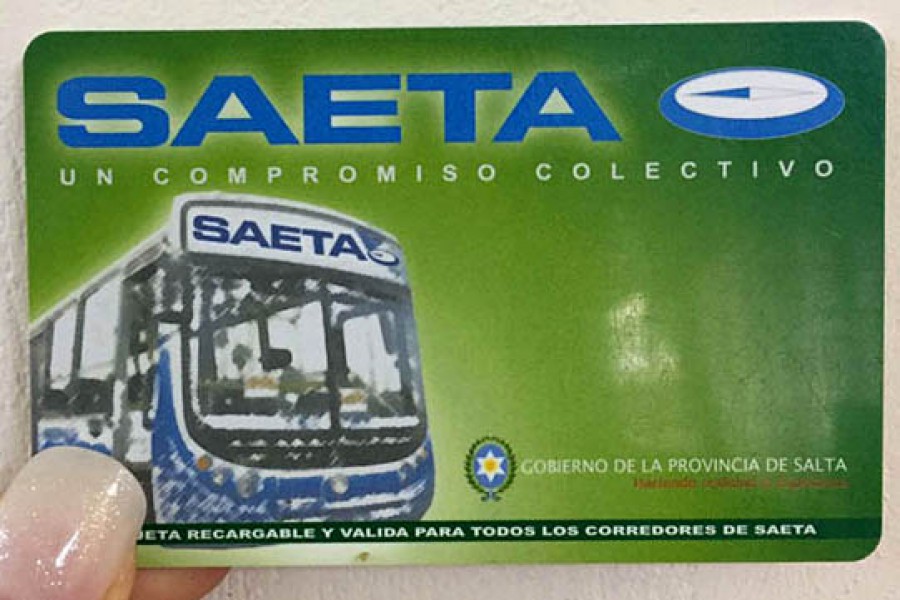 SAETA
UN COMPROMISO COLECTIVO
SAETA
GOBIERNO DE LA PROVINCIA DE SALTA
RECARGABLE Y VALIDA PARA TODOS LOS CORREDORES DE SAETA